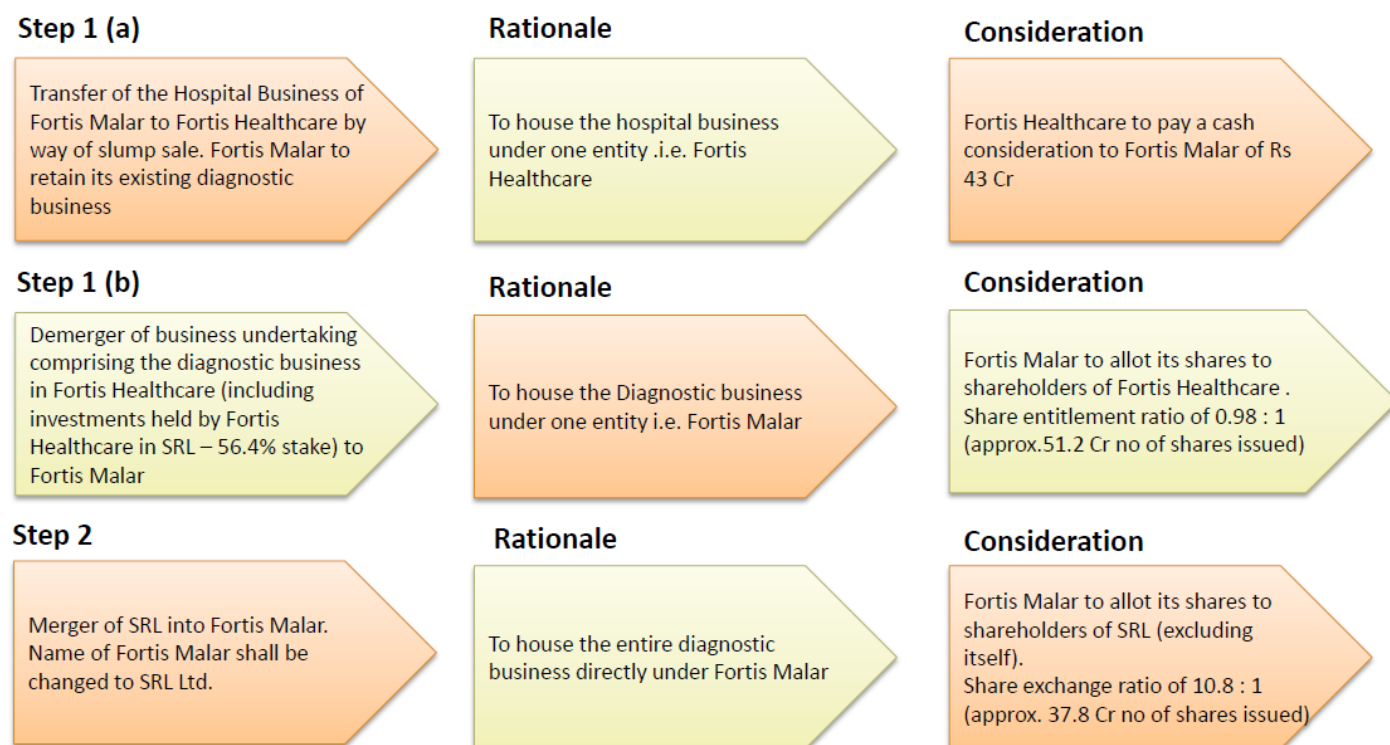 Step 1 (a)
Rationale
Consideration
Transfer of the Hospital Business of
Fortis Malar to Fortis Healthcare by
way of slump sale. Fortis Malar to
retain its existing diagnostic
business
To house the hospital business
under one entity .i.e. Fortis
Healthcare
Fortis Healthcare to pay a cash
consideration to Fortis Malar of Rs
43 Cr
Step 1 (b)
Rationale
Consideration
Demerger of business undertaking
comprising the diagnostic business
in Fortis Healthcare (including
investments held by Fortis
Healthcare in SRL – 56.4% stake) to
Fortis Malar
To house the Diagnostic business
under one entity i.e. Fortis Malar
Fortis Malar to allot its shares to
shareholders of Fortis Healthcare .
Share entitlement ratio of 0.98 : 1
(approx.51.2 Cr no of shares issued)
Step 2
Rationale
Consideration
Merger of SRL into Fortis Malar.
Name of Fortis Malar shall be
changed to SRL Ltd.
To house the entire diagnostic
business directly under Fortis Malar
Fortis Malar to allot its shares to
shareholders of SRL (excluding
itself).
Share exchange ratio of 10.8 : 1
(approx. 37.8 Cr no of shares issued)